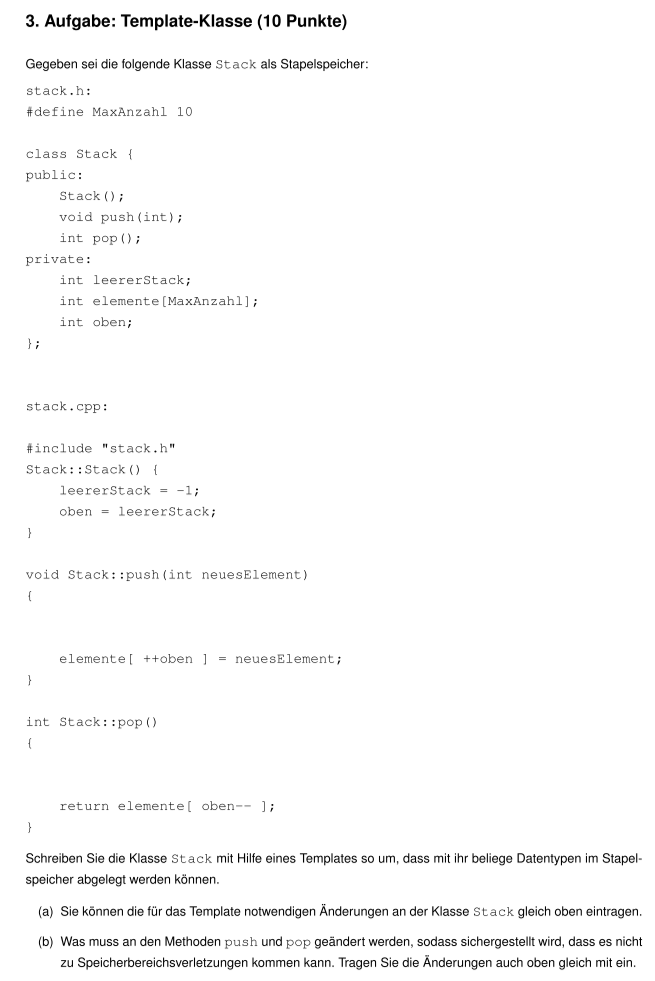 3. Aufgabe: Template-Klasse (10 Punkte)
Gegeben sei die folgende Klasse Stack als Stapelspeicher:
stack.h:
#define MaxAnzahl 10
class Stack {
public:
    Stack();
    void push(int);
    int pop();
private:
    int leererStack;
    int elemente[MaxAnzahl];
    int oben;
};
stack.cpp:
#include "stack.h"
Stack::Stack() {
    leererStack = -1;
    oben = leererStack;
}
void Stack::push(int neuesElement)
{
    elemente[ ++oben ] = neuesElement;
}
int Stack::pop()
{
    return elemente[ oben-- ];
}
Schreiben Sie die Klasse Stack mit Hilfe eines Templates so um, dass mit ihr beliege Datentypen im Stapel-
speicher abgelegt werden können.
(a) Sie können die für das Template notwendigen Änderungen an der Klasse Stack gleich oben eintragen.
(b) Was muss an den Methoden push und pop geändert werden, sodass sichergestellt wird, dass es nicht
zu Speicherbereichsverletzungen kommen kann. Tragen Sie die Änderungen auch oben gleich mit ein.